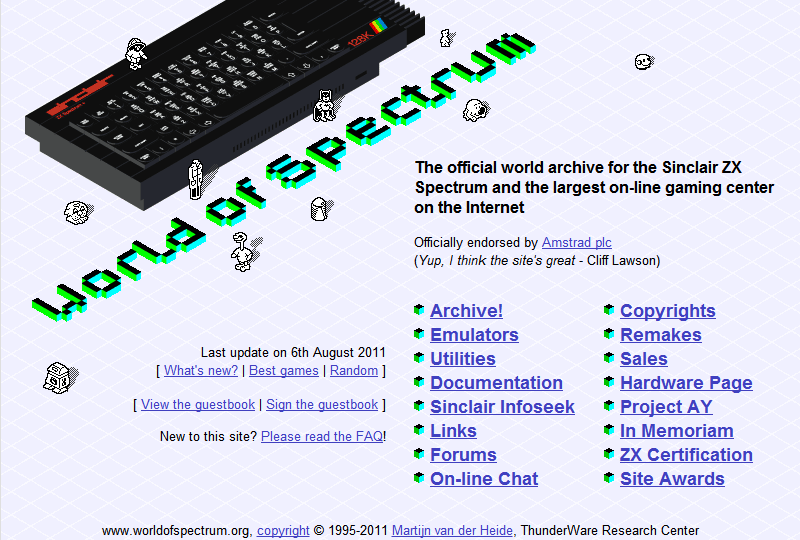 128K
sinclair
ZX Spectrum +
World of Spectrum
The official world archive for the Sinclair ZX
Spectrum and the largest on-line gaming center
on the Internet
Officially endorsed by Amstrad plc
(Yup, I think the site's great - Cliff Lawson)
Archive!
Emulators
Utilities
Documentation
Sinclair Infoseek
Links
Forums
On-line Chat
Copyrights
Remakes
Sales
Hardware Page
Project AY
In Memoriam
ZX Certification
Site Awards
Last update on 6th August 2011
[ What's new? | Best games | Random ]
[ View the guestbook | Sign the guestbook ]
New to this site? Please read the FAQ!
www.worldofspectrum.org, copyright © 1995-2011 Martijn van der Heide, ThunderWare Research Center